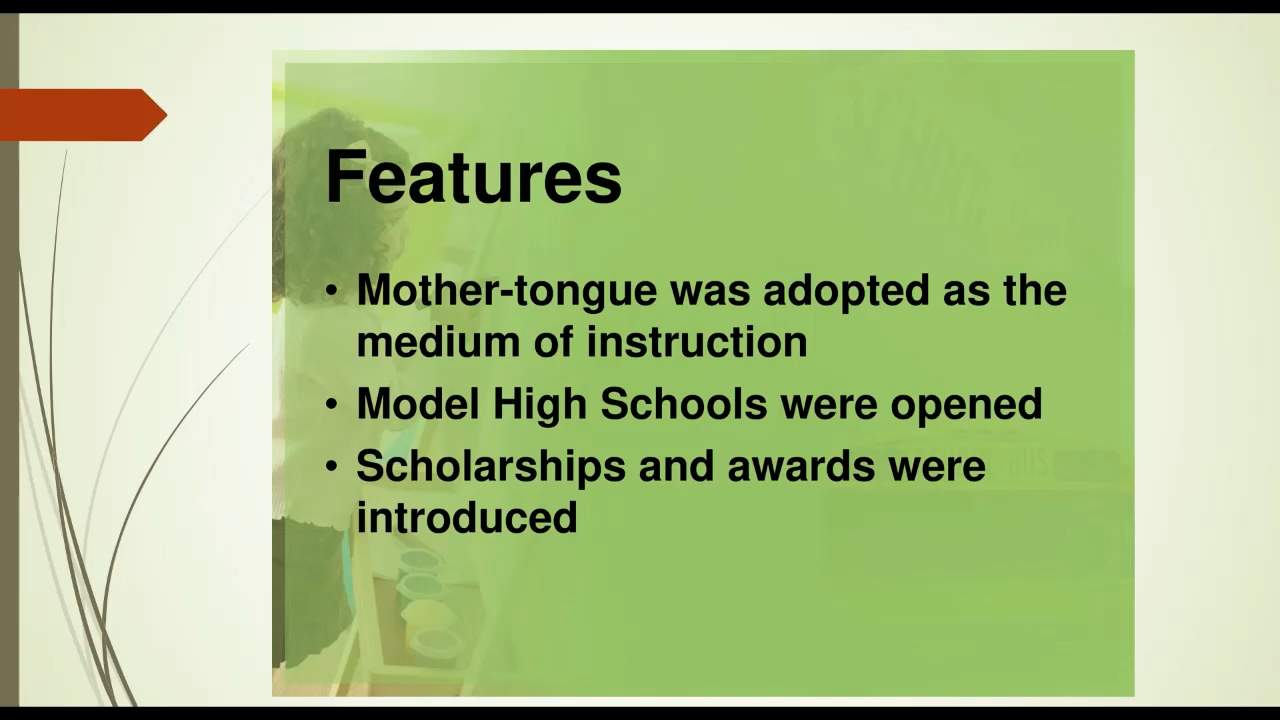 Features
• Mother-tongue was adopted as the
medium of instruction
• Model High Schools were opened
• Scholarships and awards were
introduced